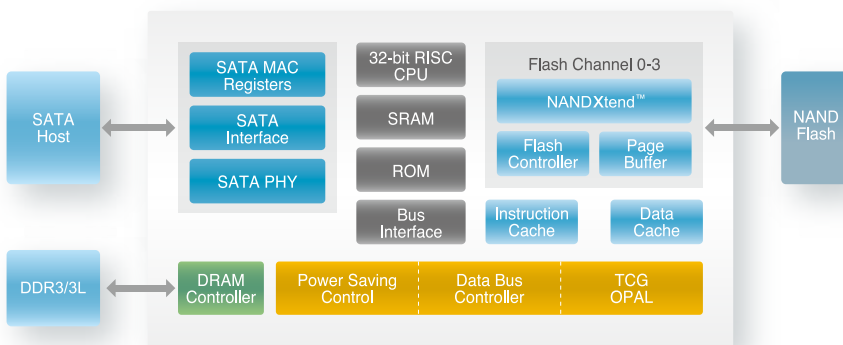 SATA
Host
SATA MAC
Registers
SATA
Interface
SATA PHY
32-bit RISC
CPU
SRAM
ROM
Bus
Interface
Flash Channel 0-3
NANDXtend™
Flash
Controller
Page
Buffer
Instruction
Cache
Data
Cache
NAND
Flash
DDR3/3L
DRAM
Controller
Power Saving
Control
Data Bus
Controller
TCG
OPAL